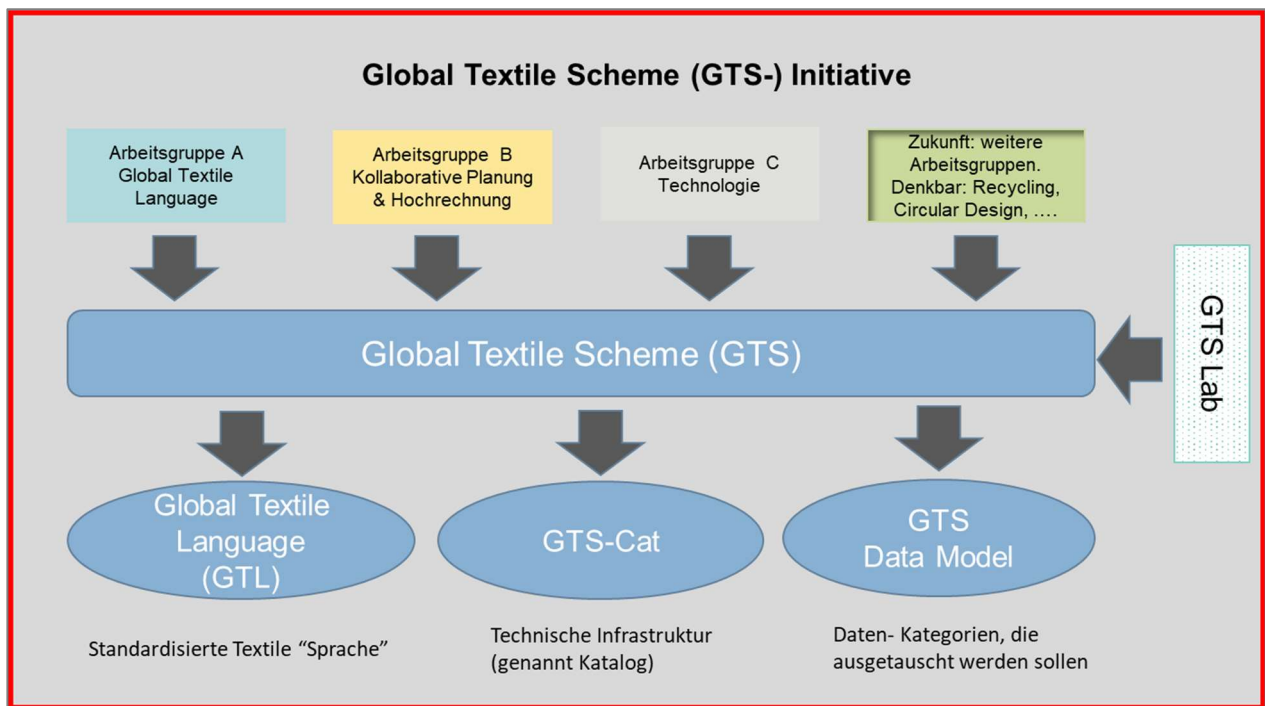 Global Textile Scheme (GTS-) Initiative
Arbeitsgruppe A
Global Textile
Language
Arbeitsgruppe B
Kollaborative Planung
& Hochrechnung
Arbeitsgruppe C
Technologie
Zukunft: weitere
Arbeitsgruppen.
Denkbar: Recycling,
Circular Design, ….
GTS Lab
Global Textile Scheme (GTS)
Global Textile
Language
(GTL)
GTS-Cat
GTS
Data Model
Standardisierte Textile “Sprache”
Technische Infrastruktur
(genannt Katalog)
Daten- Kategorien, die
ausgetauscht werden sollen